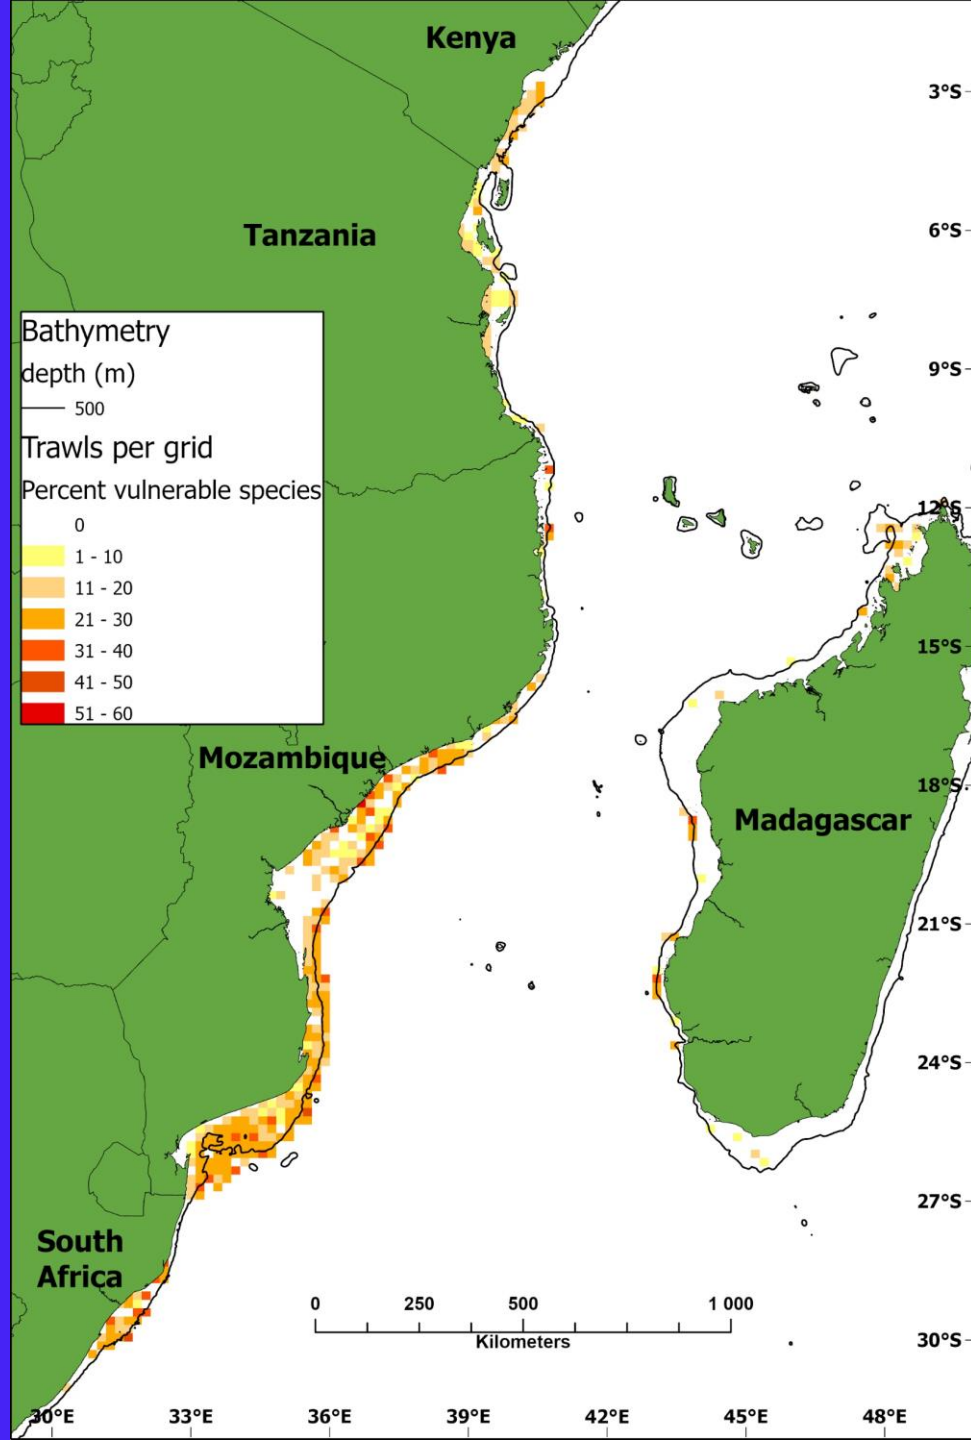 Kenya
3°S
Tanzania
6°S
Bathymetry
depth (m)
500
9°S
Trawls per grid
Percent vulnerable species
0
12°S
1 - 10
11 - 20
21 - 30
31 - 40
15°S
41 - 50
51 - 60
Mozambique
18°S
Madagascar
21°S
24°S
27°S
South
Africa
0 250 500 1 000
Kilometers
30°S
30°E 33°E 36°E 39°E 42°E 45°E 48°E